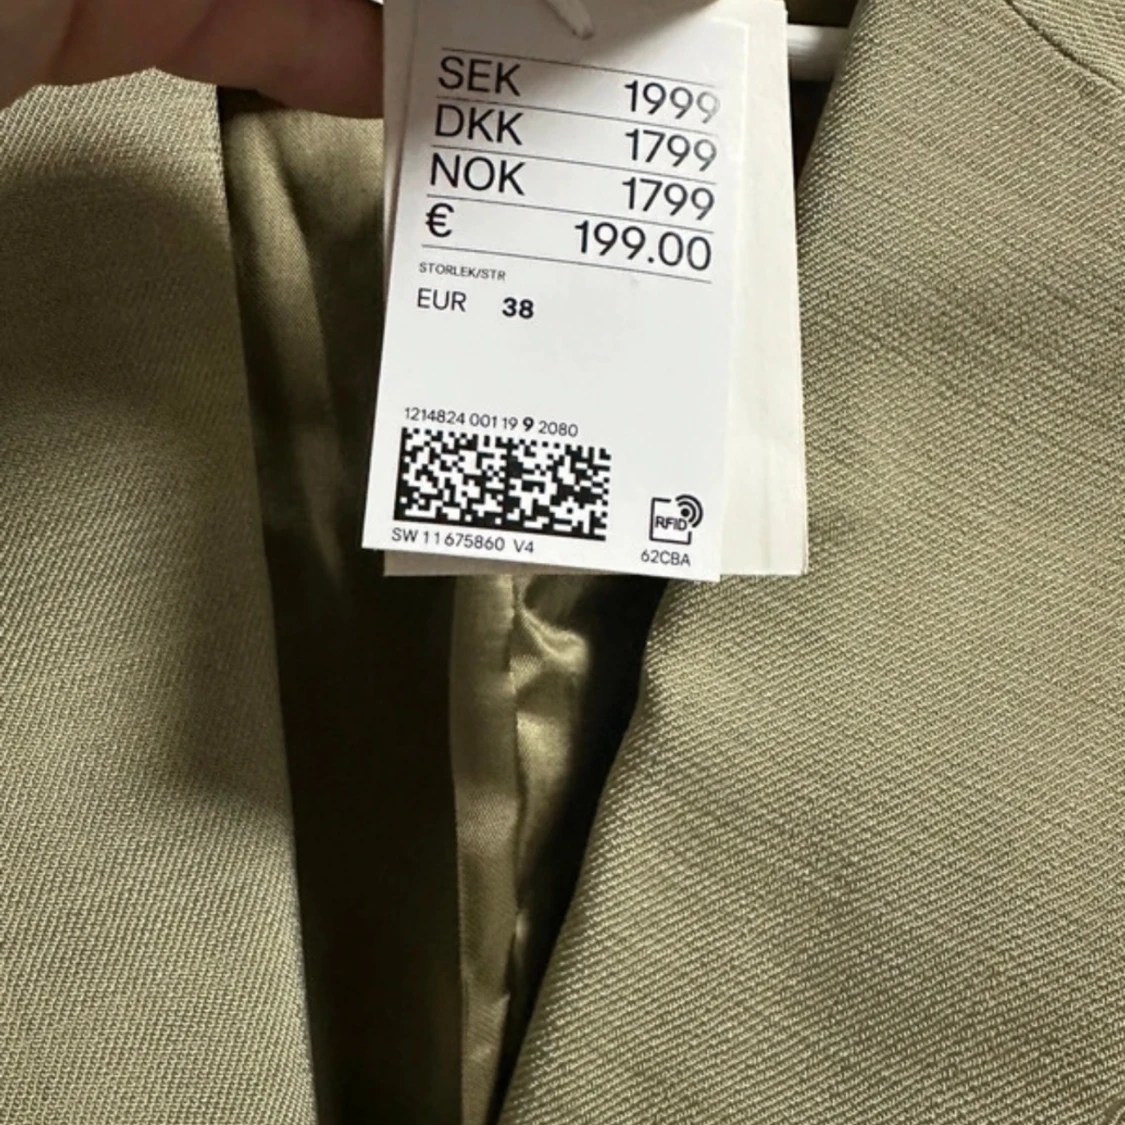 SEK 1999
DKK 1799
NOK 1799
€ 199.00
STORLEK/STR
EUR 38
1214824 001 19 9 2080
SW 11675860 V4
RFID
62CBA